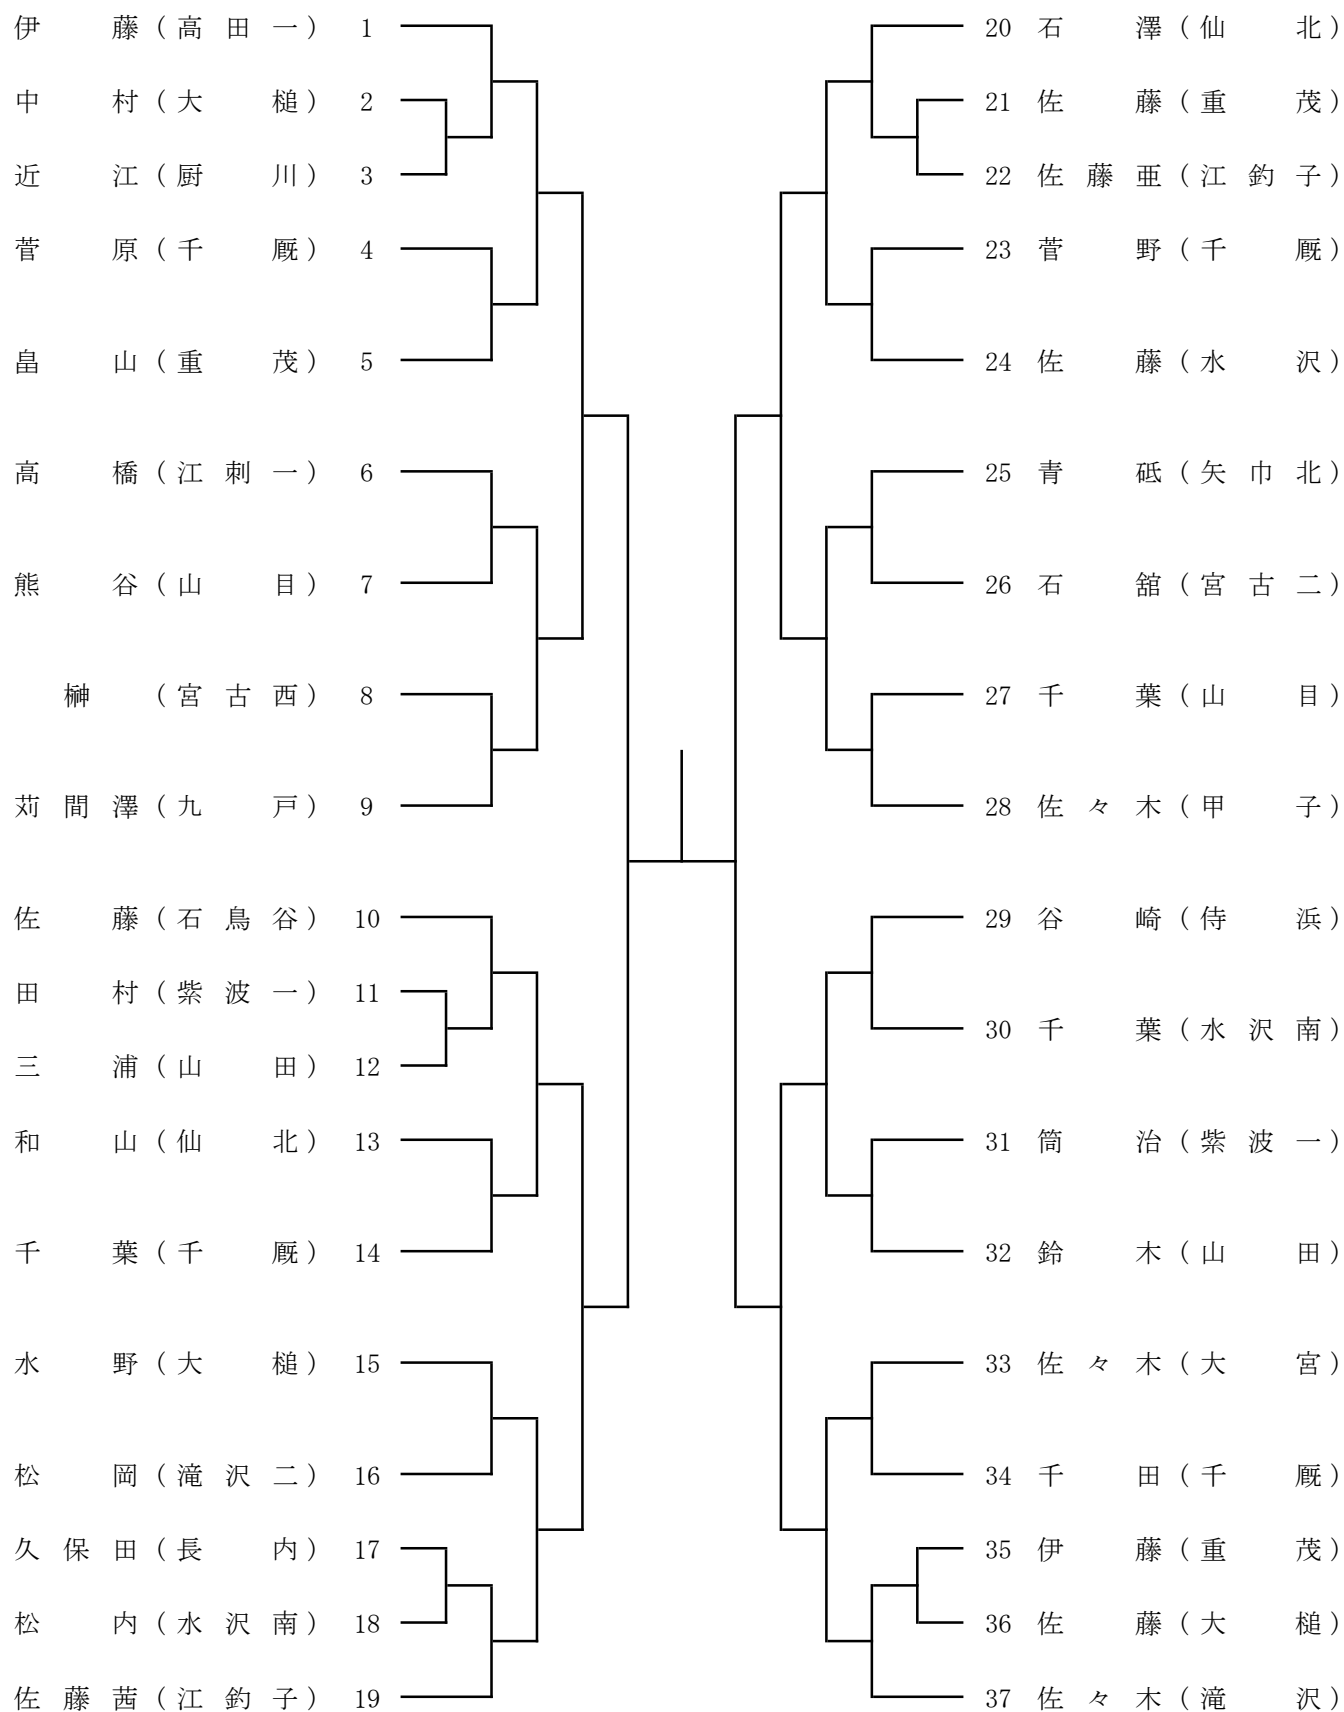 伊藤（高田一） 1
中村（大槌） 2
近江（厨川） 3
菅原（千厩） 4
畠山（重茂） 5
高橋（江刺一） 6
熊谷（山目） 7
榊（宮古西） 8
苅間澤（九戸） 9
佐藤（石鳥谷） 10
田村（紫波一） 11
三浦（山田） 12
和山（仙北） 13
千葉（千厩） 14
水野（大槌） 15
松岡（滝沢二） 16
久保田（長内） 17
松内（水沢南） 18
佐藤茜（江釣子） 19
20 石澤（仙北）
21 佐藤（重茂）
22 佐藤亜（江釣子）
23 菅野（千厩）
24 佐藤（水沢）
25 青砥（矢巾北）
26 石舘（宮古二）
27 千葉（山目）
28 佐々木（甲子）
29 谷崎（侍浜）
30 千葉（水沢南）
31 筒治（紫波一）
32 鈴木（山田）
33 佐々木（大宮）
34 千田（千厩）
35 伊藤（重茂）
36 佐藤（大槌）
37 佐々木（滝沢）